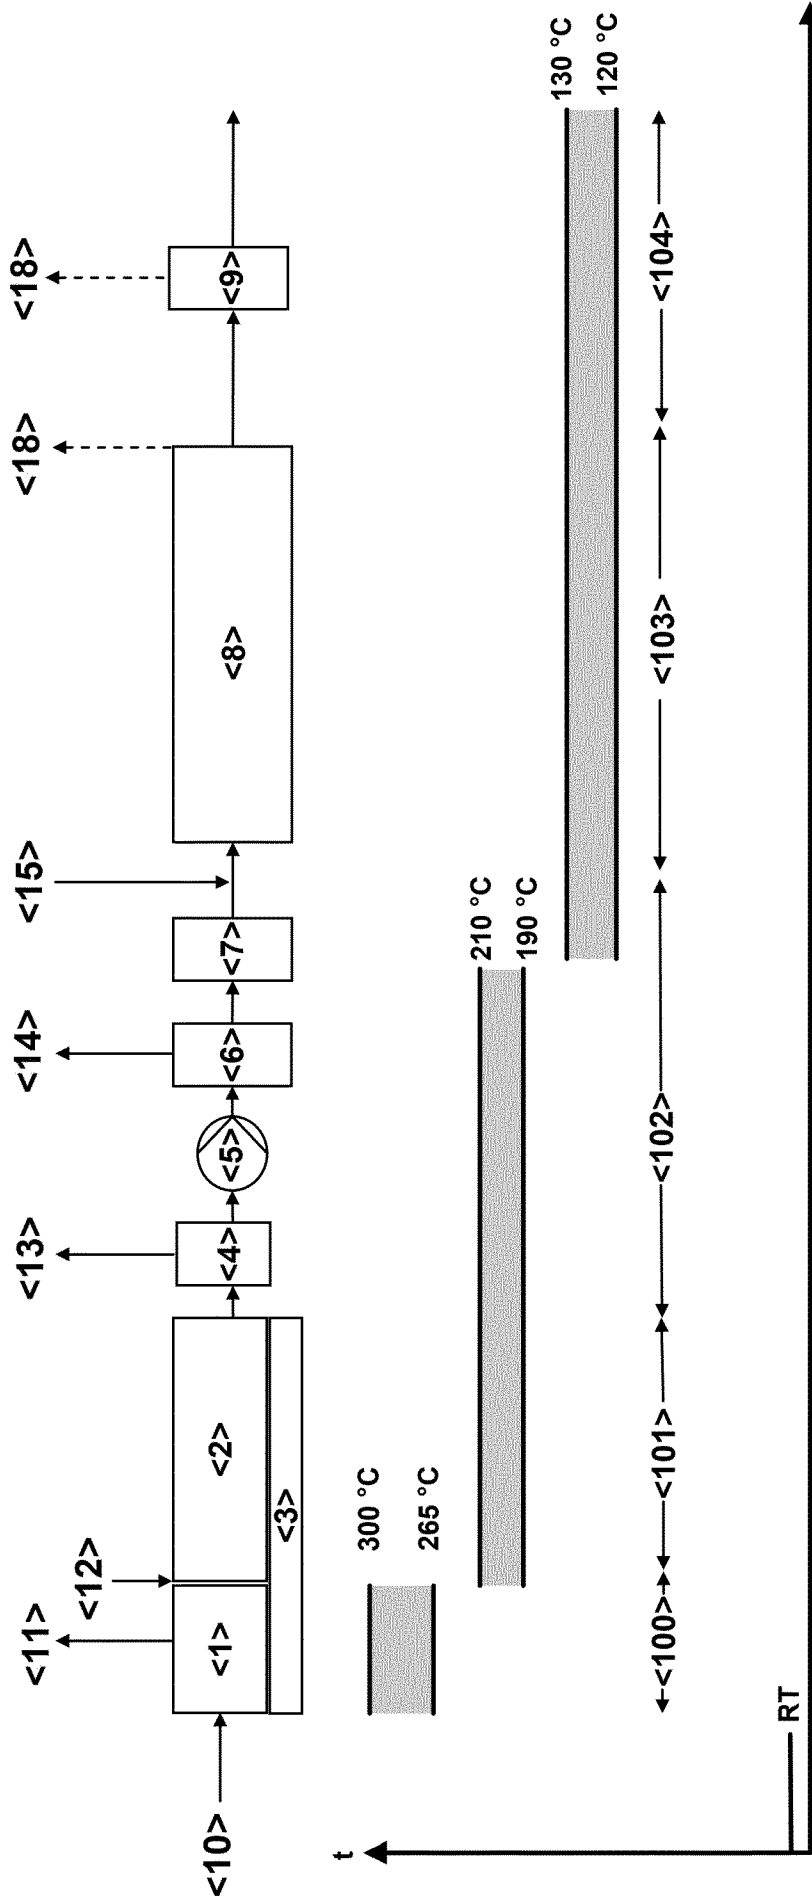 <18>
<18>
<15>
<14>
<13>
<12>
<11>
<10>
<1>
<2>
<3>
<4>
<5>
<6>
<7>
<8>
<9>
300 °C
265 °C
210 °C
190 °C
130 °C
120 °C
<100>
<101>
<102>
<103>
<104>
t
RT